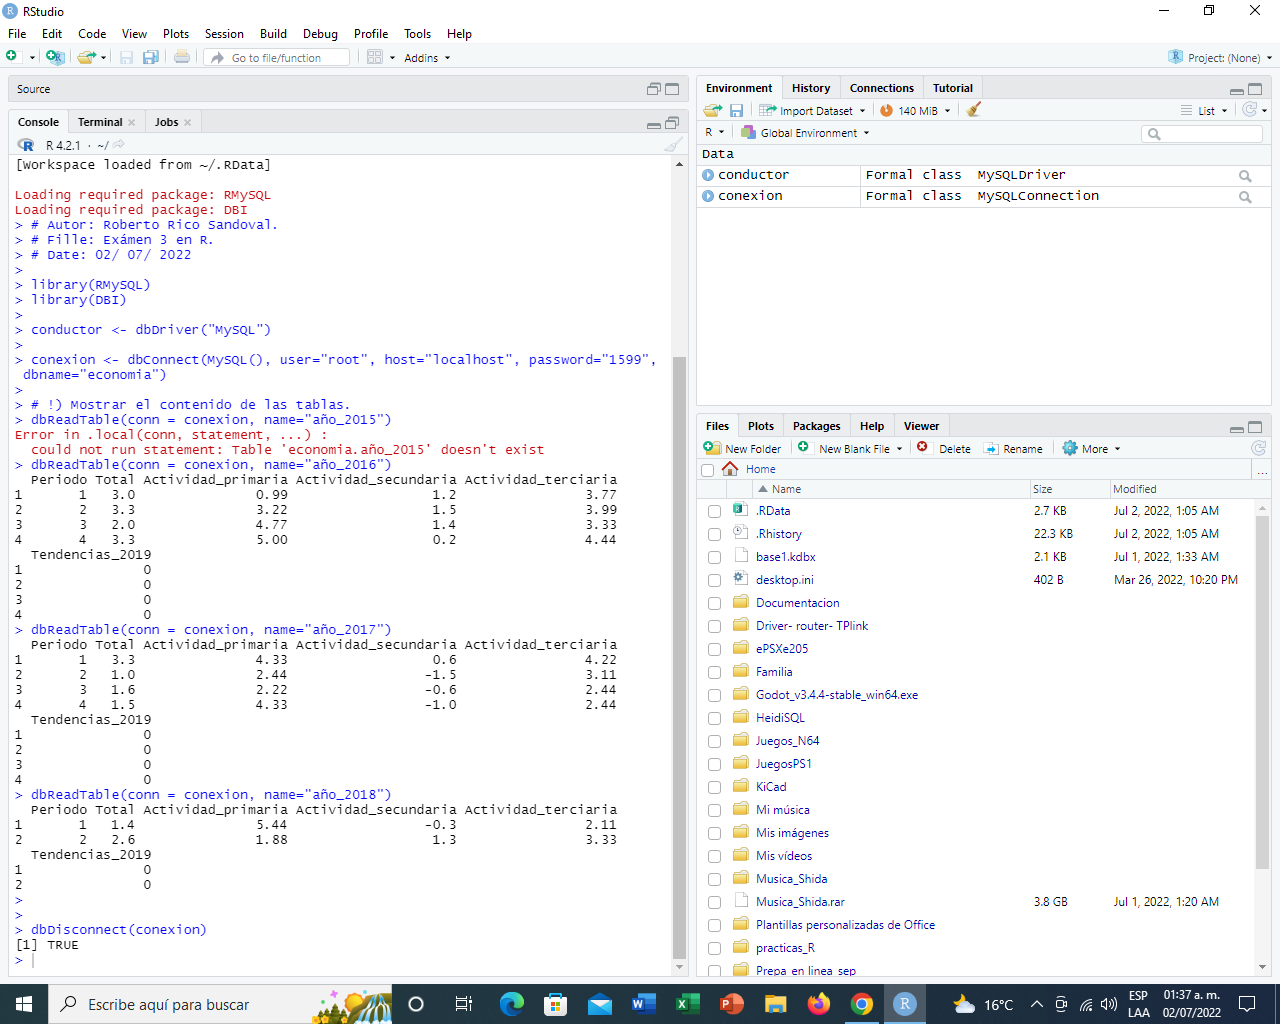 RStudio
File Edit Code View Plots Session Build Debug Profile Tools Help
Go to file/function Addins Project: (None)
Source
Console Terminal Jobs
R 4.2.1 · ~/
[Workspace loaded from ~/.RData]
Loading required package: RMySQL
Loading required package: DBI
> # Autor: Roberto Rico Sandoval.
> # Fille: Exámen 3 en R.
> # Date: 02/ 07/ 2022
>
> library(RMySQL)
> library(DBI)
>
> conductor <- dbDriver("MySQL")
>
> conexion <- dbConnect(MySQL(), user="root", host="localhost", password="1599",
dbname="economia")
>
> # !) Mostrar el contenido de las tablas.
> dbReadTable(conn = conexion, name="año_2015")
Error in .local(conn, statement, ...) :
could not run statement: Table 'economia.año_2015' doesn't exist
> dbReadTable(conn = conexion, name="año_2016")
Periodo Total Actividad_primaria Actividad_secundaria Actividad_terciaria
1 1 3.0 0.99 1.2 3.77
2 2 3.3 3.22 1.5 3.99
3 3 2.0 4.77 1.4 3.33
4 4 3.3 5.00 0.2 4.44
Tendencias_2019
1 0
2 0
3 0
4 0
> dbReadTable(conn = conexion, name="año_2017")
Periodo Total Actividad_primaria Actividad_secundaria Actividad_terciaria
1 1 3.3 4.33 0.6 4.22
2 2 1.0 2.44 -1.5 3.11
3 3 1.6 2.22 -0.6 2.44
4 4 1.5 4.33 -1.0 2.44
Tendencias_2019
1 0
2 0
3 0
4 0
> dbReadTable(conn = conexion, name="año_2018")
Periodo Total Actividad_primaria Actividad_secundaria Actividad_terciaria
1 1 1.4 5.44 -0.3 2.11
2 2 2.6 1.88 1.3 3.33
Tendencias_2019
1 0
2 0
>
>
> dbDisconnect(conexion)
[1] TRUE
>
Environment History Connections Tutorial
Import Dataset 140 MiB List
R Global Environment
Data
conductor Formal class MySQLDriver
conexion Formal class MySQLConnection
Files Plots Packages Help Viewer
New Folder New Blank File Delete Rename More
Home ...
Name Size Modified
.RData 2.7 KB Jul 2, 2022, 1:05 AM
.Rhistory 22.3 KB Jul 2, 2022, 1:05 AM
base1.kdbx 2.1 KB Jul 1, 2022, 1:33 AM
desktop.ini 402 B Mar 26, 2022, 10:20 PM
Documentacion
Driver- router- TPlink
ePSXe205
Familia
Godot_v3.4.4-stable_win64.exe
HeidiSQL
Juegos_N64
JuegosPS1
KiCad
Mi música
Mis imágenes
Mis vídeos
Musica_Shida
Musica_Shida.rar 3.8 GB Jul 1, 2022, 1:20 AM
Plantillas personalizadas de Office
practicas_R
Prepa en linea sep
Escribe aquí para buscar
16°C
ESP
LAA
01:37 a. m.
02/07/2022